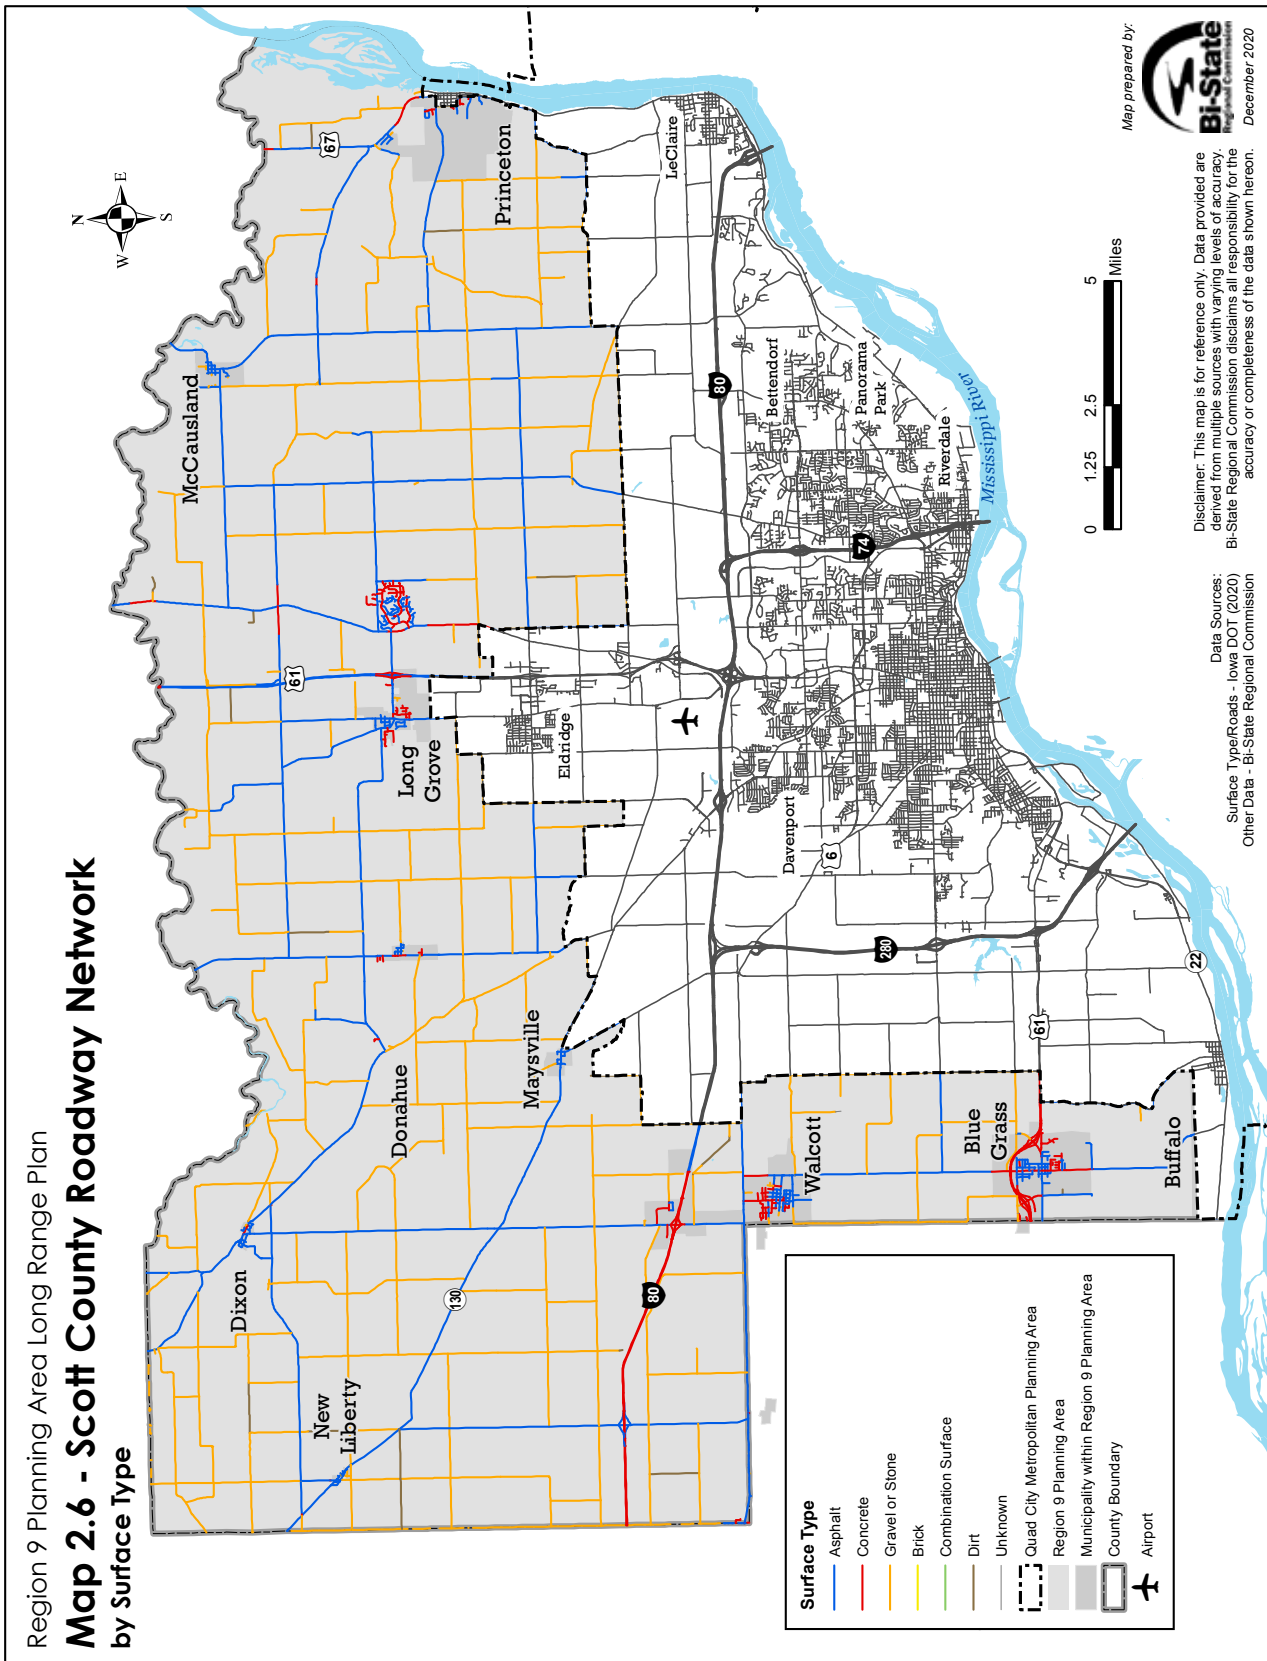 Region 9 Planning Area Long Range Plan
Map 2.6 - Scott County Roadway Network
by Surface Type
N
W
E
S
67
McCausland
Princeton
61
Long
Grove
Dixon
Donahue
New
Liberty
130
Maysville
Eldridge
LeClaire
80
80
Bettendorf
Panorama
Park
Riverdale
74
Davenport
6
280
Walcott
Blue
Grass
61
Buffalo
22
Mississippi River
Surface Type
Asphalt
Concrete
Gravel or Stone
Brick
Combination Surface
Dirt
Unknown
Quad City Metropolitan Planning Area
Region 9 Planning Area
Municipality within Region 9 Planning Area
County Boundary
Airport
0
1.25
2.5
5
Miles
Data Sources:
Surface Type/Roads - Iowa DOT (2020)
Other Data - Bi-State Regional Commission
Disclaimer: This map is for reference only. Data provided are
derived from multiple sources with varying levels of accuracy.
Bi-State Regional Commission disclaims all responsibility for the
accuracy or completeness of the data shown hereon.
Map prepared by:
Bi-State
Regional Commission
December 2020